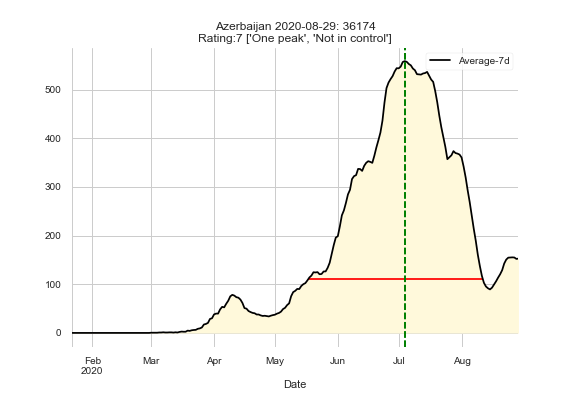 Azerbaijan 2020-08-29: 36174
Rating:7 ['One peak', 'Not in control']
Average-7d
500
400
300
200
100
0
Feb
2020
Mar
Apr
May
Jun
Jul
Aug
Date